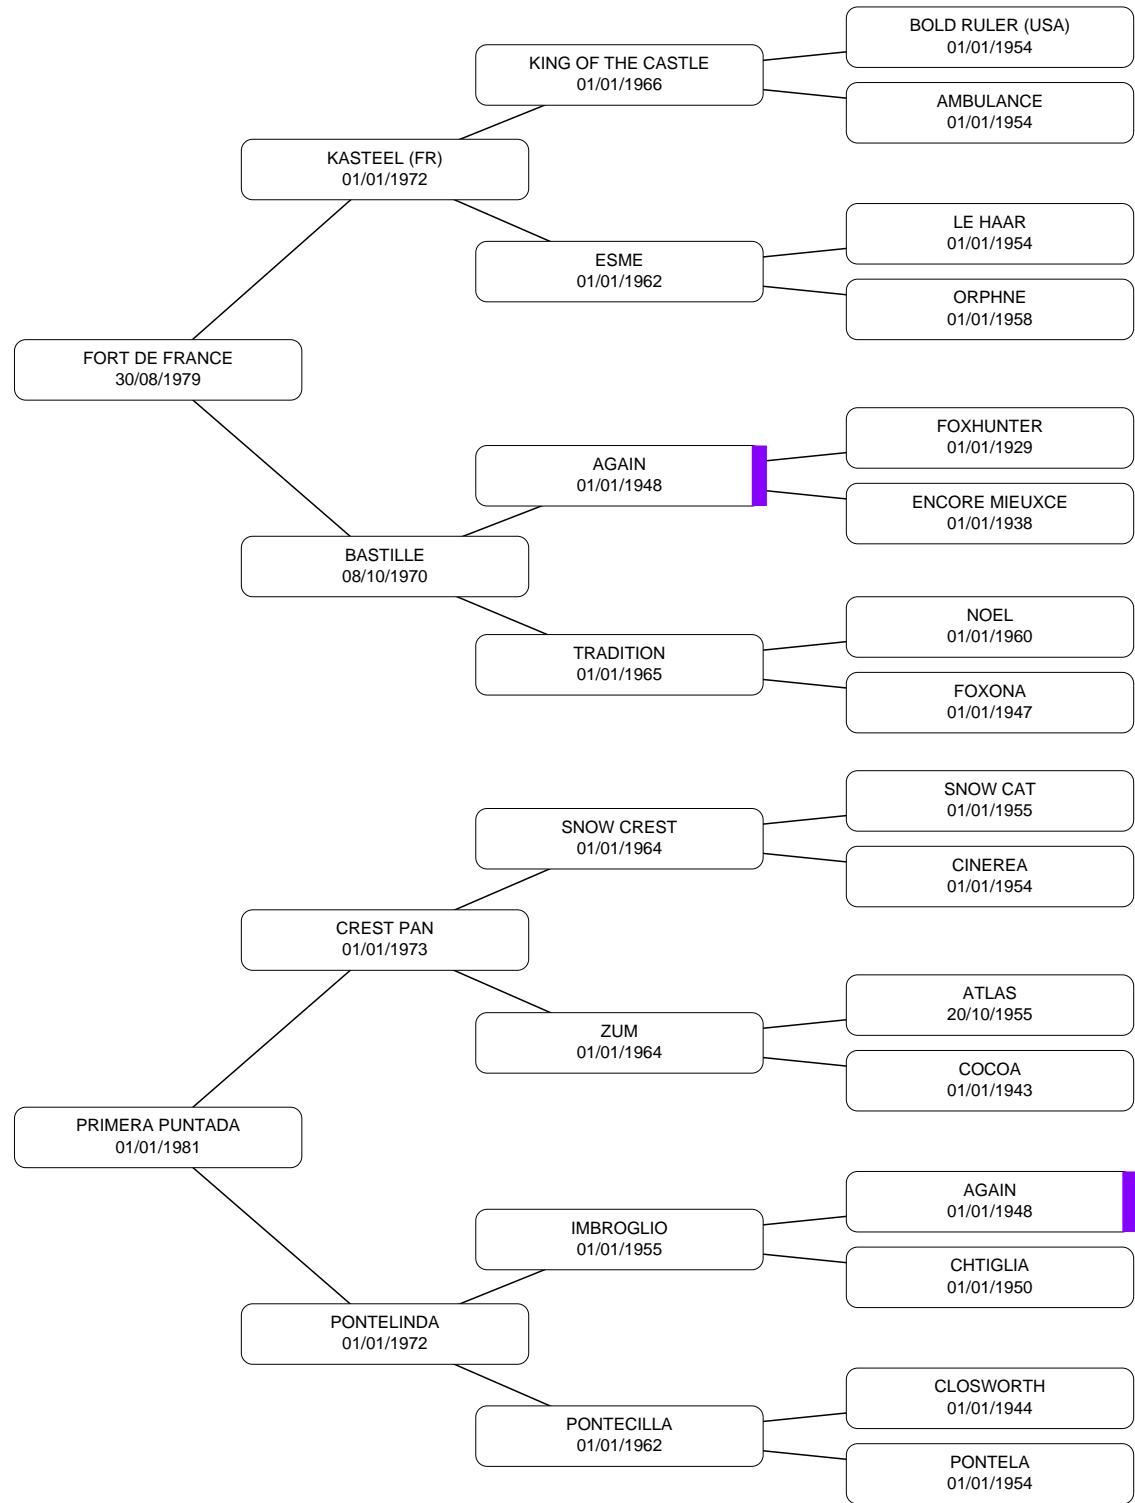 BOLD RULER (USA)
01/01/1954
KING OF THE CASTLE
01/01/1966
AMBULANCE
01/01/1954
KASTEEL (FR)
01/01/1972
LE HAAR
01/01/1954
ESME
01/01/1962
ORPHNE
01/01/1958
FORT DE FRANCE
30/08/1979
FOXHUNTER
01/01/1929
AGAIN
01/01/1948
ENCORE MIEUXCE
01/01/1938
BASTILLE
08/10/1970
NOEL
01/01/1960
TRADITION
01/01/1965
FOXONA
01/01/1947
SNOW CAT
01/01/1955
SNOW CREST
01/01/1964
CINEREA
01/01/1954
CREST PAN
01/01/1973
ATLAS
20/10/1955
ZUM
01/01/1964
COCOA
01/01/1943
PRIMERA PUNTADA
01/01/1981
AGAIN
01/01/1948
IMBROGLIO
01/01/1955
CHTIGLIA
01/01/1950
PONTELINDA
01/01/1972
CLOSWORTH
01/01/1944
PONTECILLA
01/01/1962
PONTELA
01/01/1954